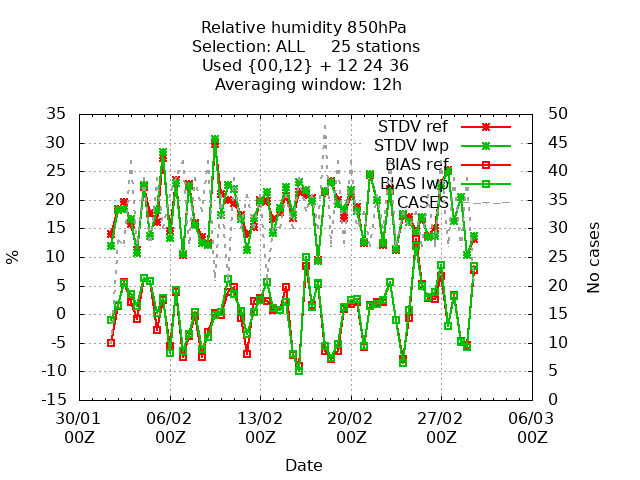 Relative humidity 850hPa
Selection: ALL 25 stations
Used {00,12} + 12 24 36
Averaging window: 12h
35 50
30 45
25 40
20 35
15 30
10 25
5 20
0 15
-5 10
-10 5
-15 0
STDV ref
STDV lwp
BIAS ref
BIAS lwp
CASES
%
No cases
30/01 06/02 13/02 20/02 27/02 06/03
00Z 00Z 00Z 00Z 00Z 00Z
Date